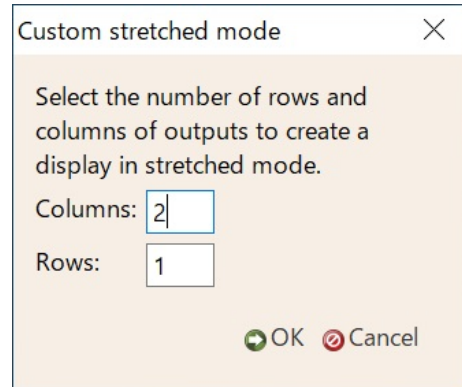 Custom stretched mode
Select the number of rows and
columns of outputs to create a
display in stretched mode.
Columns: 2
Rows: 1
OK Cancel